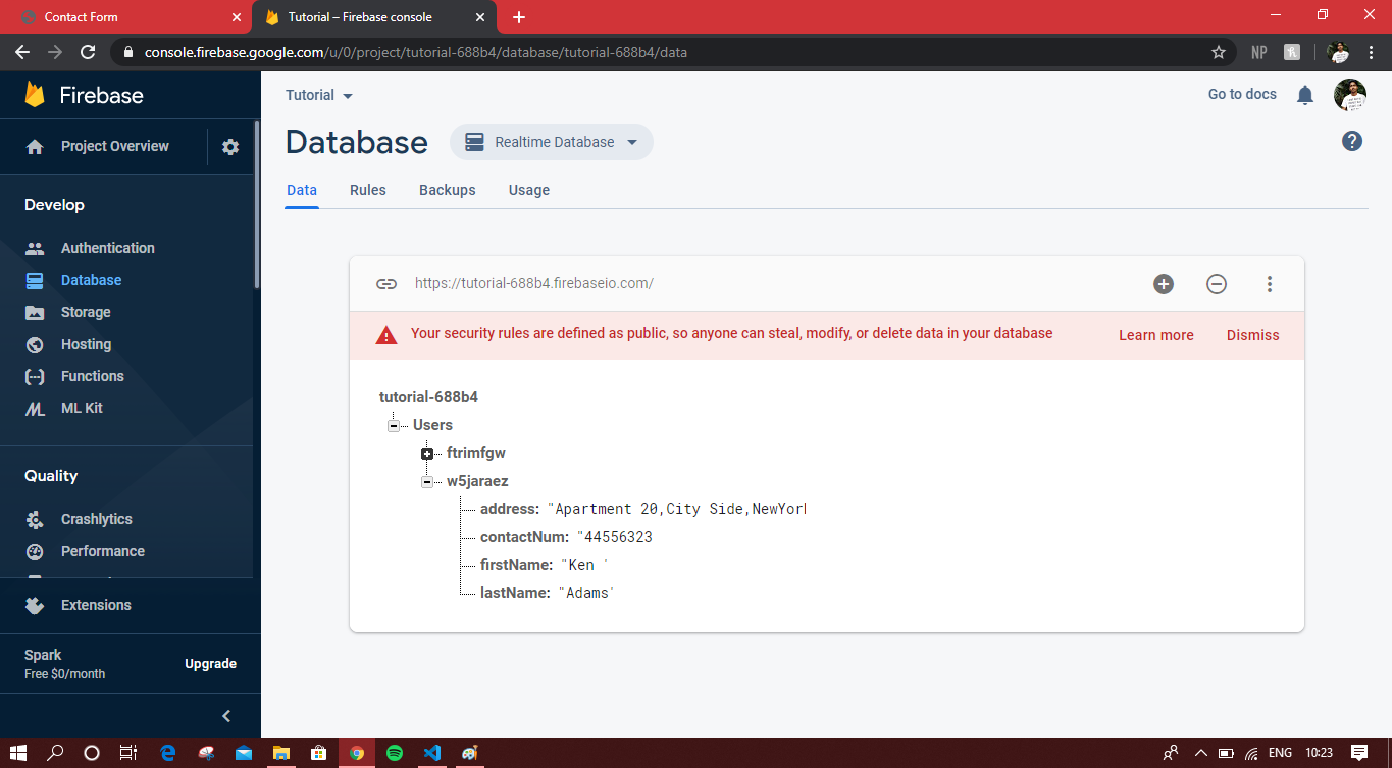 Contact Form
Tutorial – Firebase console
console.firebase.google.com/u/0/project/tutorial-688b4/database/tutorial-688b4/data
NP
Firebase
Project Overview
Develop
Authentication
Database
Storage
Hosting
Functions
ML Kit
Quality
Crashlytics
Performance
Extensions
Spark
Free $0/month
Upgrade
Tutorial
Go to docs
Database
Realtime Database
Data Rules Backups Usage
https://tutorial-688b4.firebaseio.com/
Your security rules are defined as public, so anyone can steal, modify, or delete data in your database
Learn more
Dismiss
tutorial-688b4
Users
ftrimfgw
w5jaraez
address: "Apartment 20,City Side,NewYork
contactNum: "44556323
firstName: "Ken "
lastName: "Adams"
ENG
10:23